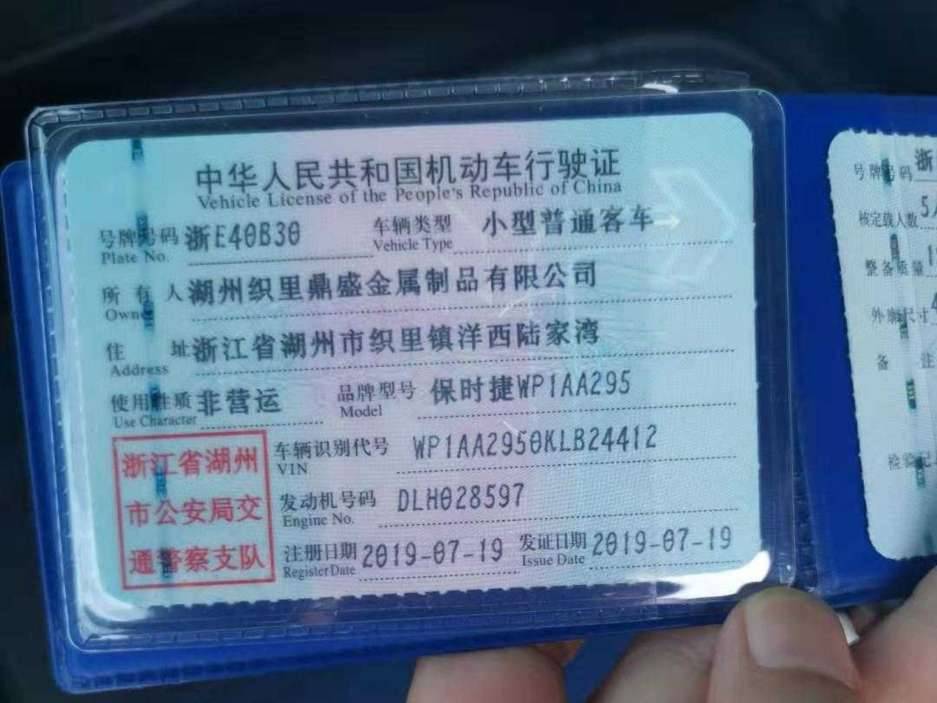 中华人民共和国机动车行驶证
Vehicle License of the People's Republic of China
号牌号码 浙E40B30 车辆类型 小型普通客车
Plate No. Vehicle Type
所有人 湖州织里鼎盛金属制品有限公司
Owner
住址 浙江省湖州市织里镇洋西陆家湾
Address
使用性质 非营运 品牌型号 保时捷WP1AA295
Use Character Model
浙江省湖州
市公安局交
通警察支队
车辆识别代号 WP1AA2950KLB24412
VIN
发动机号码 DLH028597
Engine No.
注册日期 2019-07-19 发证日期 2019-07-19
Register Date Issue Date
号牌号码 浙
核定载人数 5
整备质量 1
外廓尺寸 4
备注
检验记